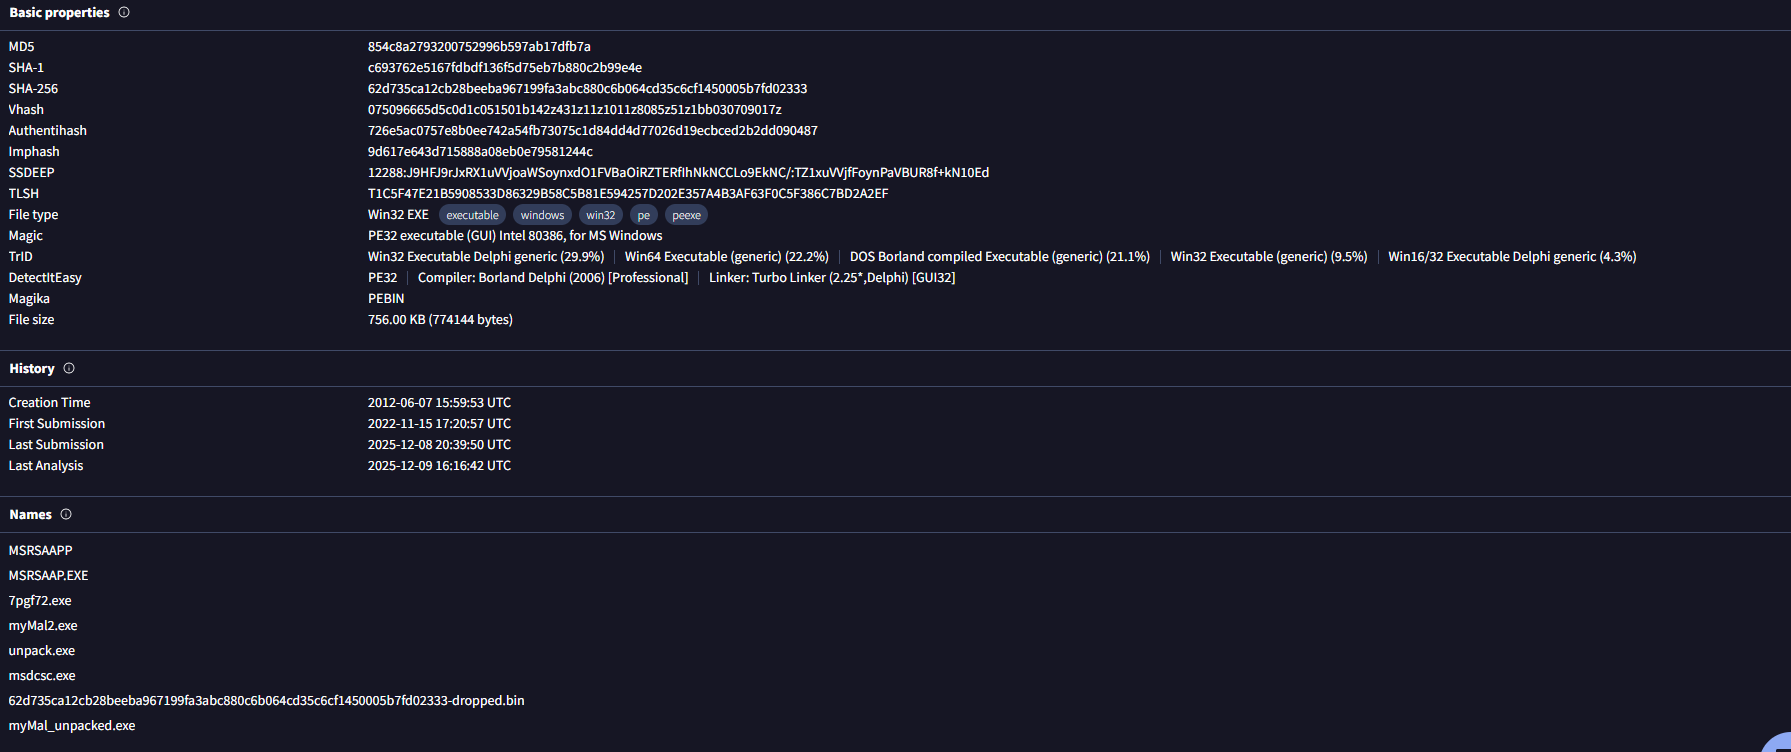 Basic properties
MD5 854c8a2793200752996b597ab17dfb7a
SHA-1 c693762e5167fdbdf136f5d75eb7b880c2b99e4e
SHA-256 62d735ca12cb28beeba967199fa3abc880c6b064cd35c6cf1450005b7fd02333
Vhash 075096665d5c0d1c051501b142z431z11z1011z8085z51z1bb030709017z
Authentihash 726e5ac0757e8b0ee742a54fb73075c1d84dd4d77026d19ecbced2b2dd090487
Imphash 9d617e643d715888a08eb0e79581244c
SSDEEP 12288:J9HFJ9rJxRX1uVVjoaWSoynxdO1FVBaOiRZTERfIhNkNCCLo9EkNC/:TZ1xuVVjfFoynPaVBUR8f+kN10Ed
TLSH T1C5F47E21B5908533D86329B58C5B81E594257D202E357A4B3AF63F0C5F386C7BD2A2EF
File type Win32 EXE executable windows win32 pe peexe
Magic PE32 executable (GUI) Intel 80386, for MS Windows
TrID Win32 Executable Delphi generic (29.9%) Win64 Executable (generic) (22.2%) DOS Borland compiled Executable (generic) (21.1%) Win32 Executable (generic) (9.5%) Win16/32 Executable Delphi generic (4.3%)
DetectItEasy PE32 Compiler: Borland Delphi (2006) [Professional] Linker: Turbo Linker (2.25*,Delphi) [GUI32]
Magika PEBIN
File size 756.00 KB (774144 bytes)
History
Creation Time 2012-06-07 15:59:53 UTC
First Submission 2022-11-15 17:20:57 UTC
Last Submission 2025-12-08 20:39:50 UTC
Last Analysis 2025-12-09 16:16:42 UTC
Names
MSRSAAPP
MSRSAAP.EXE
7pgf72.exe
myMal2.exe
unpack.exe
msdcsc.exe
62d735ca12cb28beeba967199fa3abc880c6b064cd35c6cf1450005b7fd02333-dropped.bin
myMal_unpacked.exe